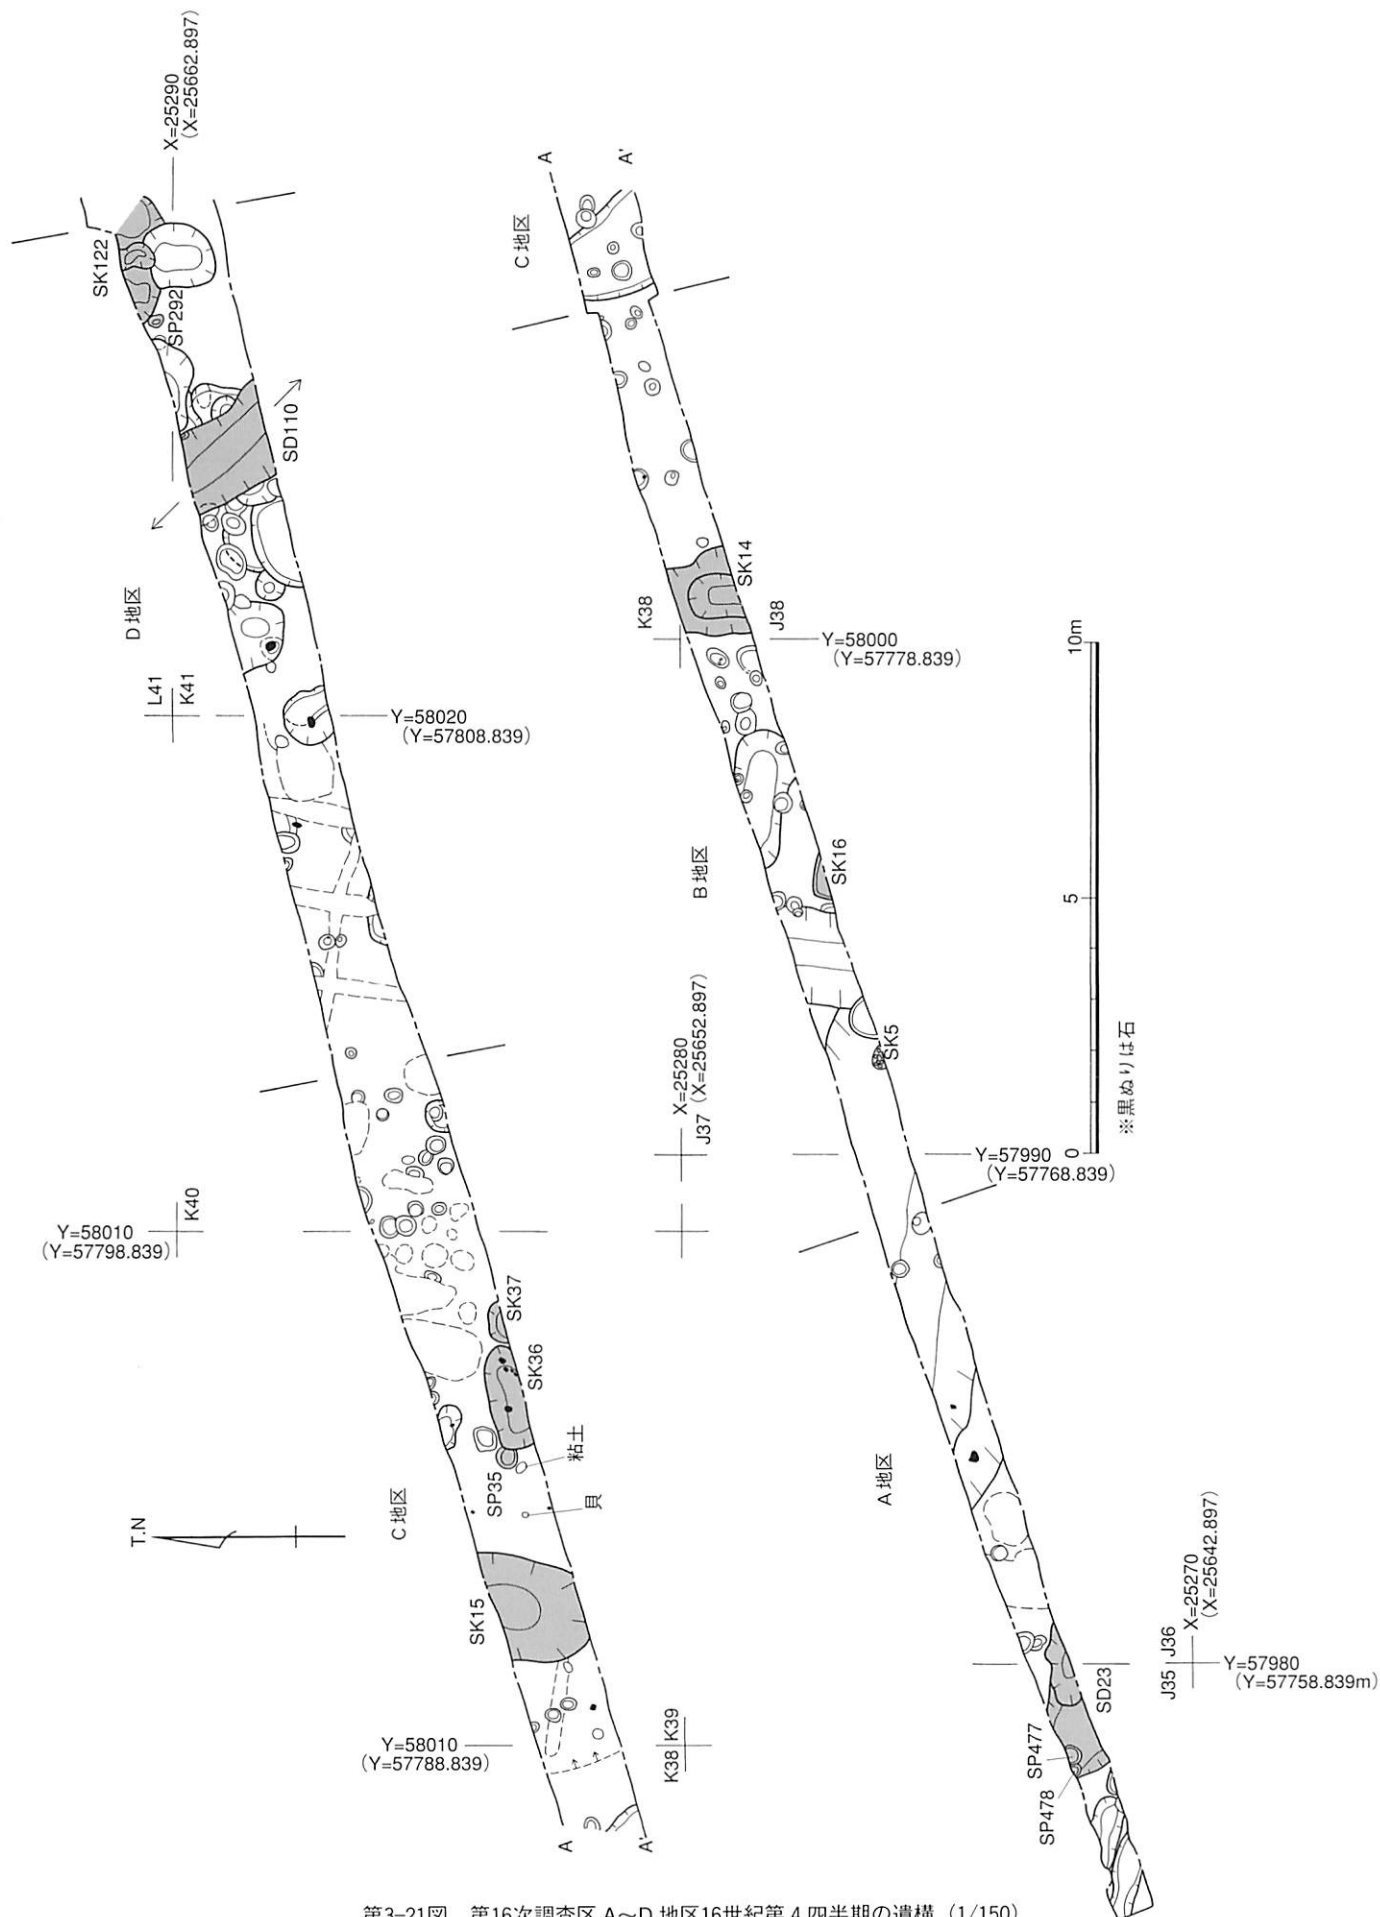 X=25290
(X=25662.897)
SK122
SP292
SD110
D地区
L41
K41
Y=58020
(Y=57808.839)
Y=58010
(Y=57798.839)
K40
SK37
SK36
粘土
SP35
貝
C地区
T.N
SK15
Y=58010
(Y=57788.839)
K39
K38
A
A'
A
A'
C地区
SK14
K38
J38
Y=58000
(Y=57778.839)
B地区
SK16
SK5
X=25280
(X=25652.897)
J37
Y=57990
(Y=57768.839)
10m
5
0
※黒ぬりは石
A地区
X=25270
(X=25642.897)
J36
J35
Y=57980
(Y=57758.839m)
SD23
SP477
SP478
第3−21図 第16次調査区 A〜D 地区16世紀第4四半期の遺構 (1/150)